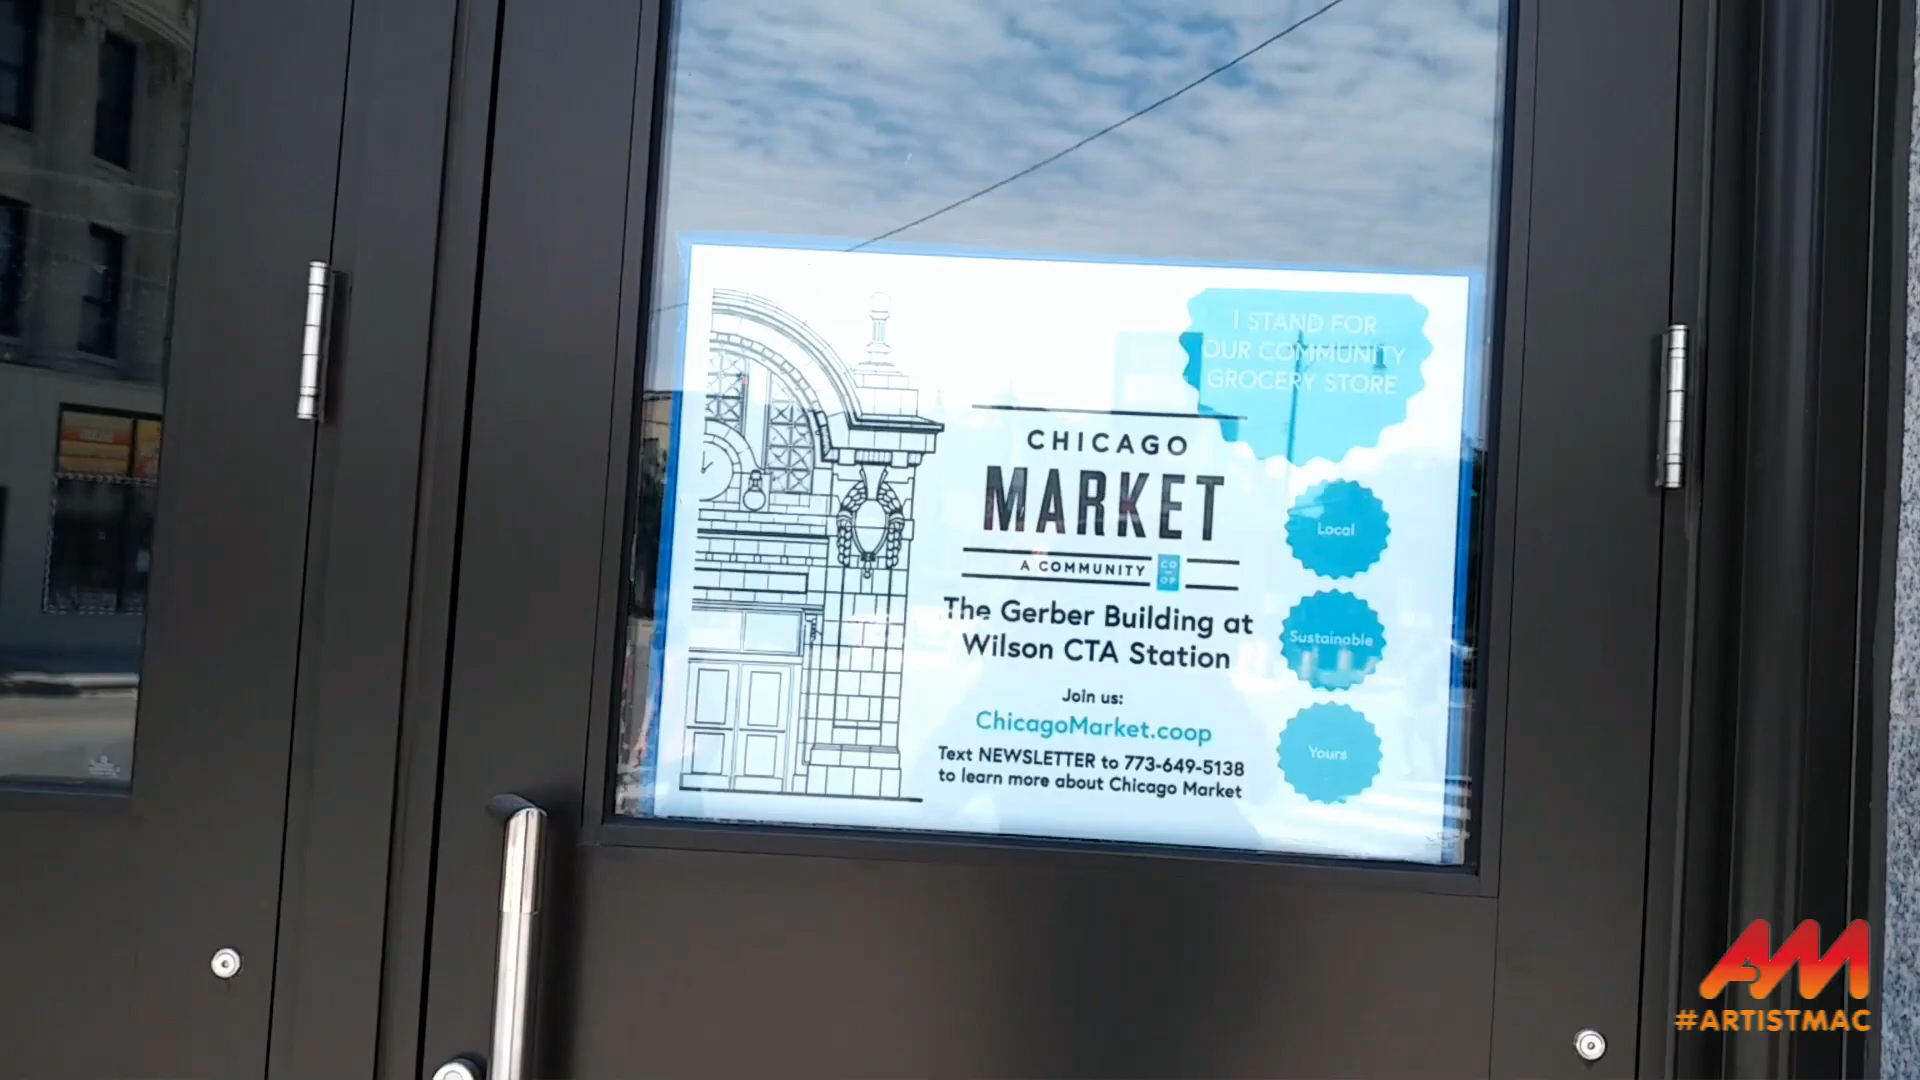 I STAND FOR
OUR COMMUNITY
GROCERY STORE
CHICAGO
MARKET
A COMMUNITY CO
OP
The Gerber Building at
Wilson CTA Station
Join us:
ChicagoMarket.coop
Text NEWSLETTER to 773-649-5138
to learn more about Chicago Market
Local
Sustainable
Yours
AM
#ARTISTMAC